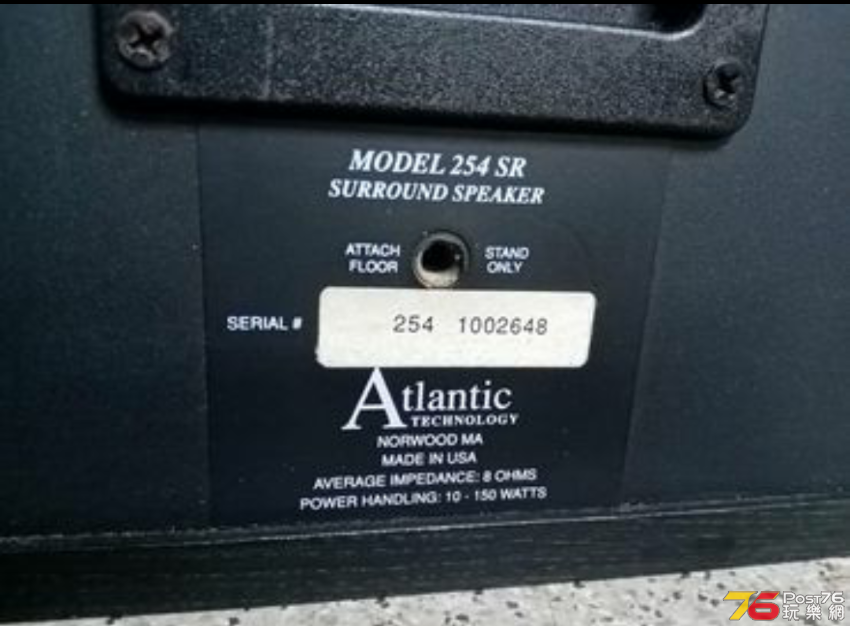 MODEL 254 SR
SURROUND SPEAKER
ATTACH STAND
FLOOR ONLY
SERIAL # 254 1002648
Atlantic
TECHNOLOGY
NORWOOD MA
MADE IN USA
AVERAGE IMPEDANCE: 8 OHMS
POWER HANDLING: 10 - 150 WATTS
76 Post76
玩樂網